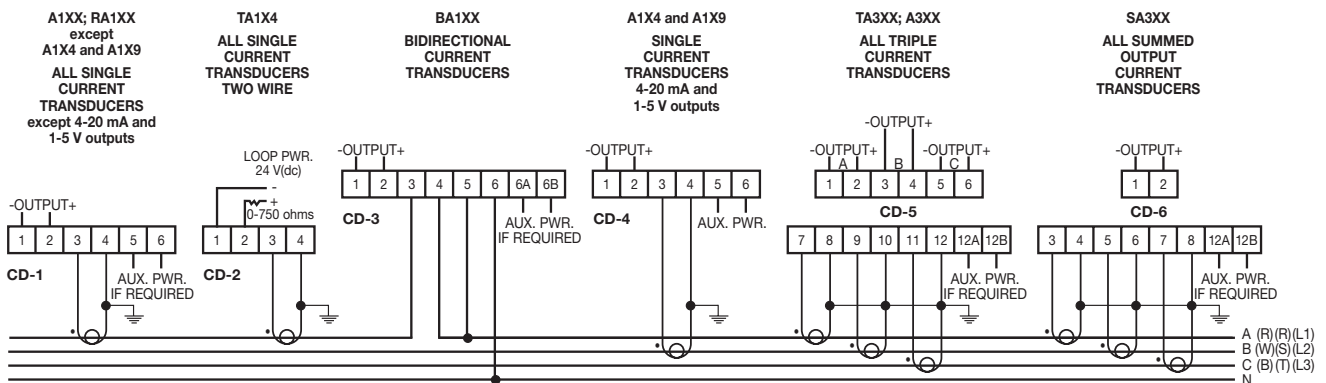 A1XX; RA1XX
except
A1X4 and A1X9
ALL SINGLE
CURRENT
TRANSDUCERS
except 4-20 mA and
1-5 V outputs
-OUTPUT+
1 2 3 4 5 6
CD-1
AUX. PWR.
IF REQUIRED
TA1X4
ALL SINGLE
CURRENT
TRANSDUCERS
TWO WIRE
LOOP PWR.
24 V(dc)
-
+
0-750 ohms
1 2 3 4
CD-2
BA1XX
BIDIRECTIONAL
CURRENT
TRANSDUCERS
-OUTPUT+
1 2 3 4 5 6 6A 6B
CD-3
AUX. PWR.
IF REQUIRED
A1X4 and A1X9
SINGLE
CURRENT
TRANSDUCERS
4-20 mA and
1-5 V outputs
-OUTPUT+
1 2 3 4 5 6
CD-4
AUX. PWR.
TA3XX; A3XX
ALL TRIPLE
CURRENT
TRANSDUCERS
-OUTPUT+
-OUTPUT+ -OUTPUT+
A B C
1 2 3 4 5 6
CD-5
7 8 9 10 11 12 12A 12B
AUX. PWR.
IF REQUIRED
SA3XX
ALL SUMMED
OUTPUT
CURRENT
TRANSDUCERS
-OUTPUT+
1 2
CD-6
3 4 5 6 7 8 12A 12B
AUX. PWR.
IF REQUIRED
A (R)(R)(L1)
B (W)(S)(L2)
C (B)(T)(L3)
N